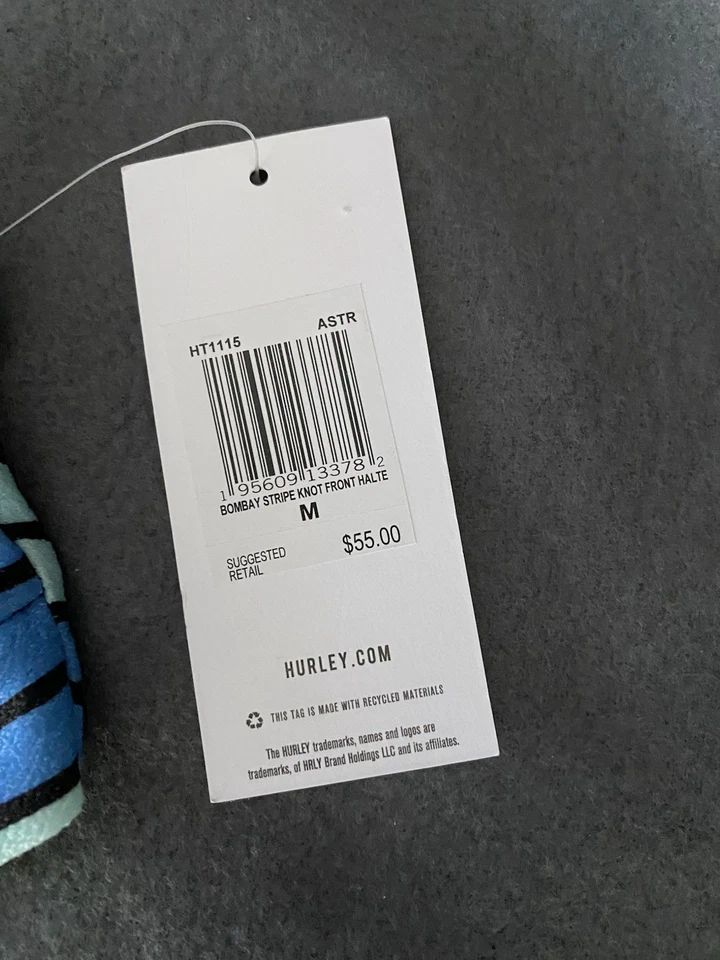 HT1115 ASTR
1 95609 13378 2
BOMBAY STRIPE KNOT FRONT HALTE
M
SUGGESTED
RETAIL $55.00
HURLEY.COM
THIS TAG IS MADE WITH RECYCLED MATERIALS
The HURLEY trademarks, names and logos are
trademarks, of HRLY Brand Holdings LLC and its affiliates.